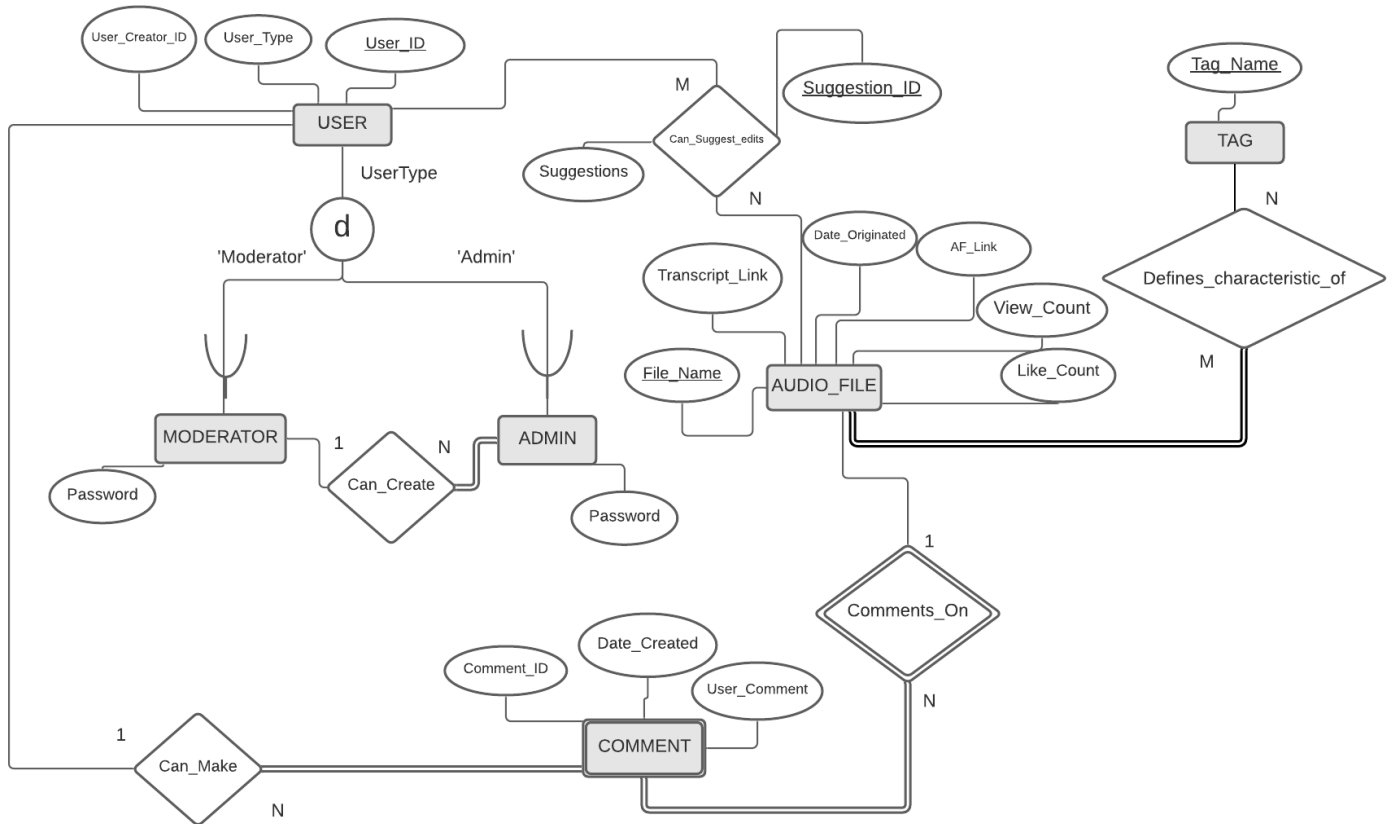 User_Creator_ID
User_Type
User_ID
USER
UserType
d
'Moderator'
'Admin'
MODERATOR
Password
1
Can_Create
N
ADMIN
Password
M
Can_Suggest_edits
Suggestion_ID
Suggestions
N
Tag_Name
TAG
N
Defines_characteristic_of
M
Date_Originated
AF_Link
Transcript_Link
View_Count
Like_Count
File_Name
AUDIO_FILE
1
Comments_On
N
Comment_ID
Date_Created
User_Comment
COMMENT
1
Can_Make
N